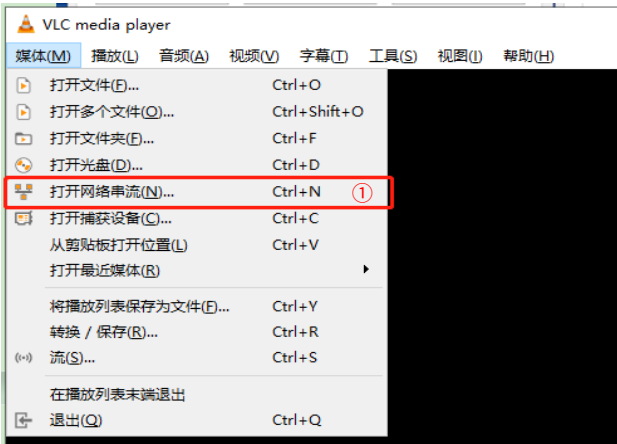 VLC media player
媒体(M) 播放(L) 音频(A) 视频(V) 字幕(T) 工具(S) 视图(I) 帮助(H)
打开文件(F)... Ctrl+O
打开多个文件(O)... Ctrl+Shift+O
打开文件夹(F)... Ctrl+F
打开光盘(D)... Ctrl+D
打开网络串流(N)... Ctrl+N ①
打开捕获设备(C)... Ctrl+C
从剪贴板打开位置(L) Ctrl+V
打开最近媒体(R)
将播放列表保存为文件(F)... Ctrl+Y
转换 / 保存(R)... Ctrl+R
流(S)... Ctrl+S
在播放列表末端退出
退出(Q) Ctrl+Q